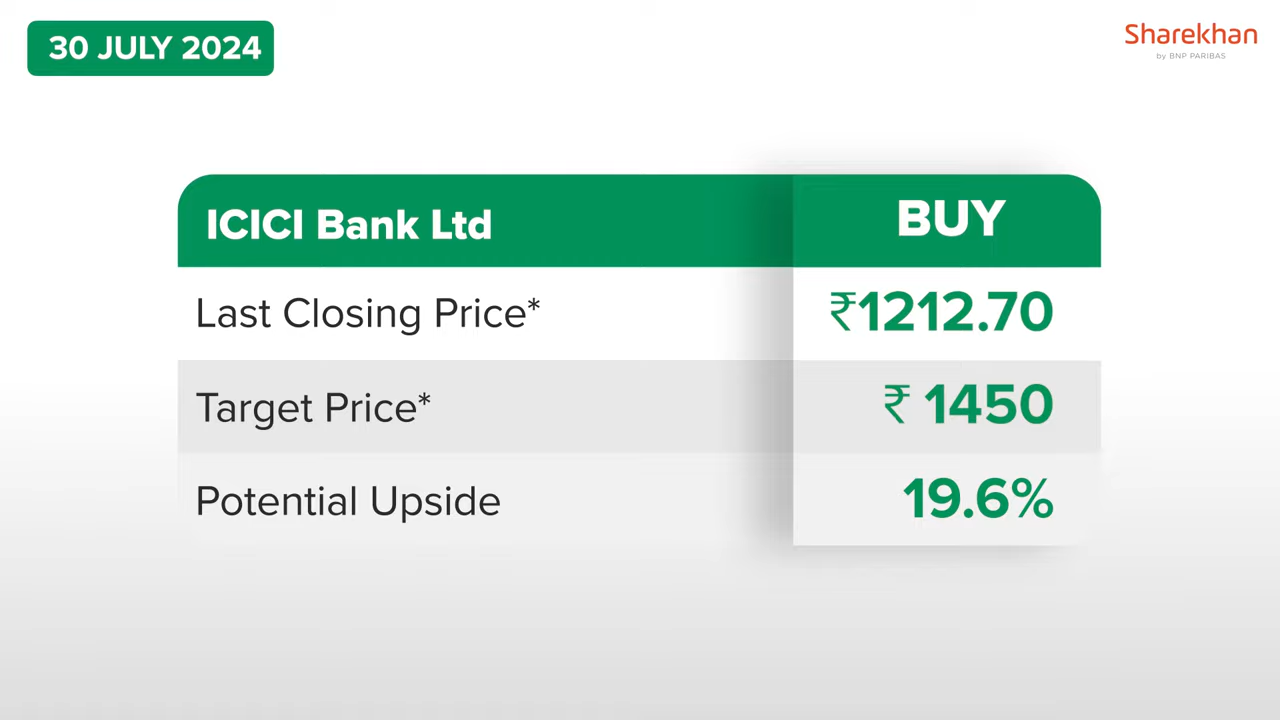 30 JULY 2024
Sharekhan
by BNP PARIBAS
ICICI Bank Ltd BUY
Last Closing Price* ₹1212.70
Target Price* ₹ 1450
Potential Upside 19.6%